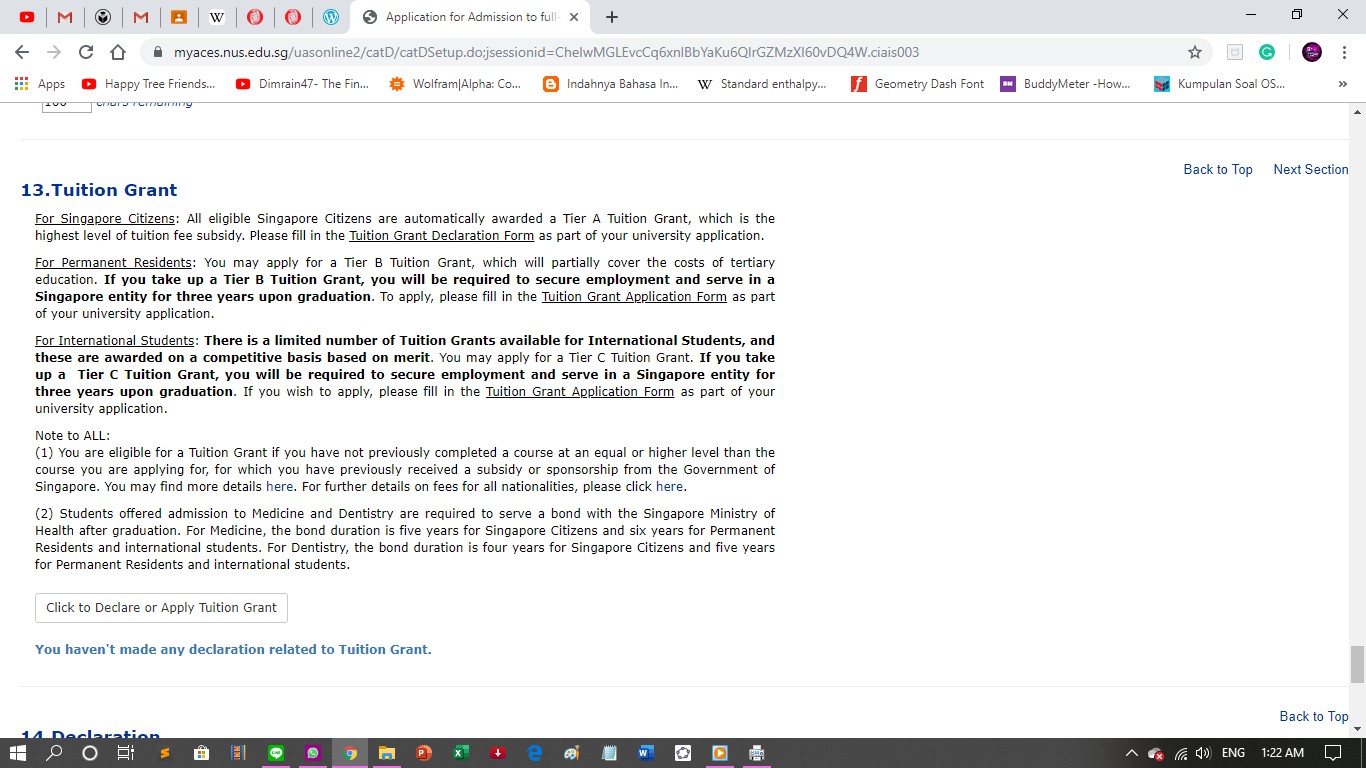 Application for Admission to full
myaces.nus.edu.sg/uasonline2/catD/catDSetup.do;jsessionid=CheIwMGLEvcCq6xnlBbYaKu6QIrGZMzXl60vDQ4W.ciais003
Apps Happy Tree Friends... Dimrain47- The Fin... Wolfram|Alpha: Co... Indahnya Bahasa In... W Standard enthalpy... Geometry Dash Font BuddyMeter -How... Kumpulan Soal OS... »
100 chars remaining
Back to Top Next Section
13.Tuition Grant
For Singapore Citizens: All eligible Singapore Citizens are automatically awarded a Tier A Tuition Grant, which is the
highest level of tuition fee subsidy. Please fill in the Tuition Grant Declaration Form as part of your university application.
For Permanent Residents: You may apply for a Tier B Tuition Grant, which will partially cover the costs of tertiary
education. If you take up a Tier B Tuition Grant, you will be required to secure employment and serve in a
Singapore entity for three years upon graduation. To apply, please fill in the Tuition Grant Application Form as part
of your university application.
For International Students: There is a limited number of Tuition Grants available for International Students, and
these are awarded on a competitive basis based on merit. You may apply for a Tier C Tuition Grant. If you take
up a Tier C Tuition Grant, you will be required to secure employment and serve in a Singapore entity for
three years upon graduation. If you wish to apply, please fill in the Tuition Grant Application Form as part of your
university application.
Note to ALL:
(1) You are eligible for a Tuition Grant if you have not previously completed a course at an equal or higher level than the
course you are applying for, for which you have previously received a subsidy or sponsorship from the Government of
Singapore. You may find more details here. For further details on fees for all nationalities, please click here.
(2) Students offered admission to Medicine and Dentistry are required to serve a bond with the Singapore Ministry of
Health after graduation. For Medicine, the bond duration is five years for Singapore Citizens and six years for Permanent
Residents and international students. For Dentistry, the bond duration is four years for Singapore Citizens and five years
for Permanent Residents and international students.
Click to Declare or Apply Tuition Grant
You haven't made any declaration related to Tuition Grant.
Back to Top
14.Declaration
ENG 1:22 AM